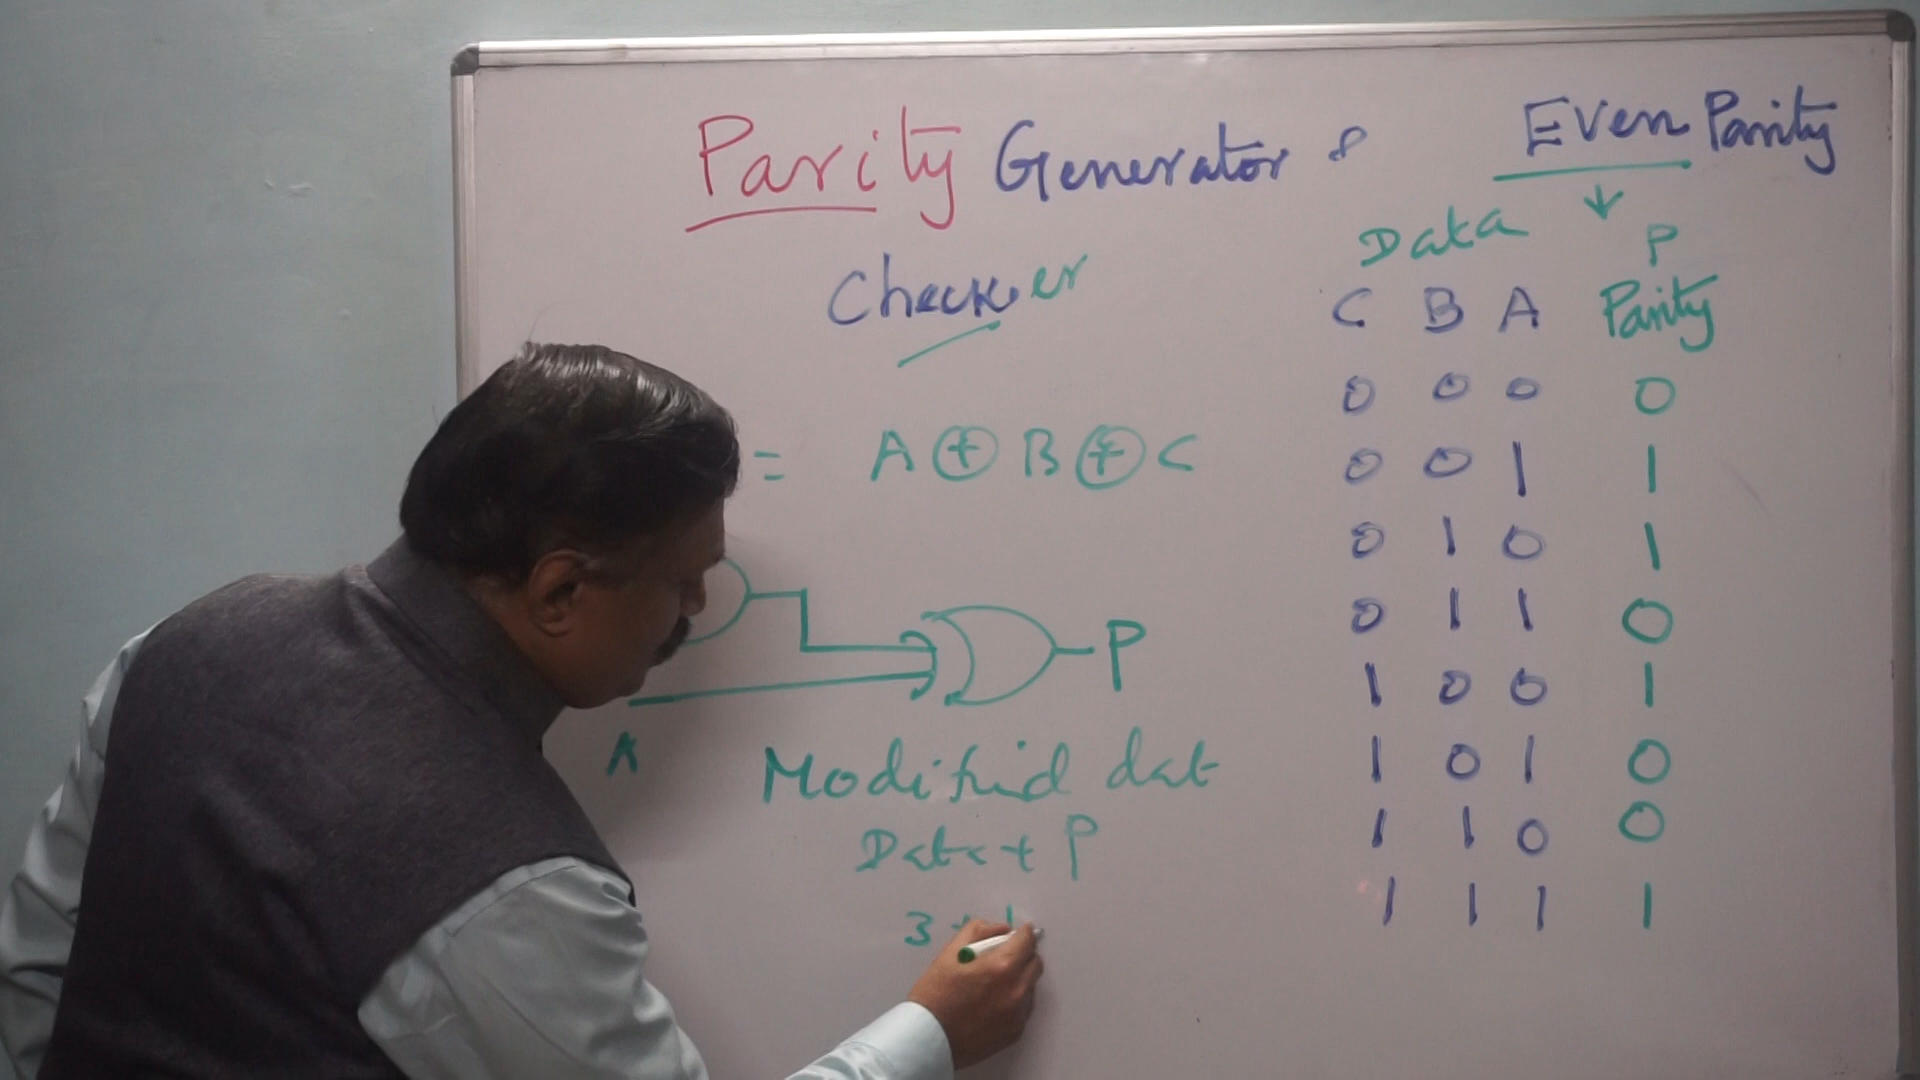 Parity Generator &
Checker
= A ⊕ B ⊕ C
P
A
Modified dat
Data + P
3 + 1
Even Parity
Data P
C B A Parity
0 0 0 0
0 0 1 1
0 1 0 1
0 1 1 0
1 0 0 1
1 0 1 0
1 1 0 0
1 1 1 1